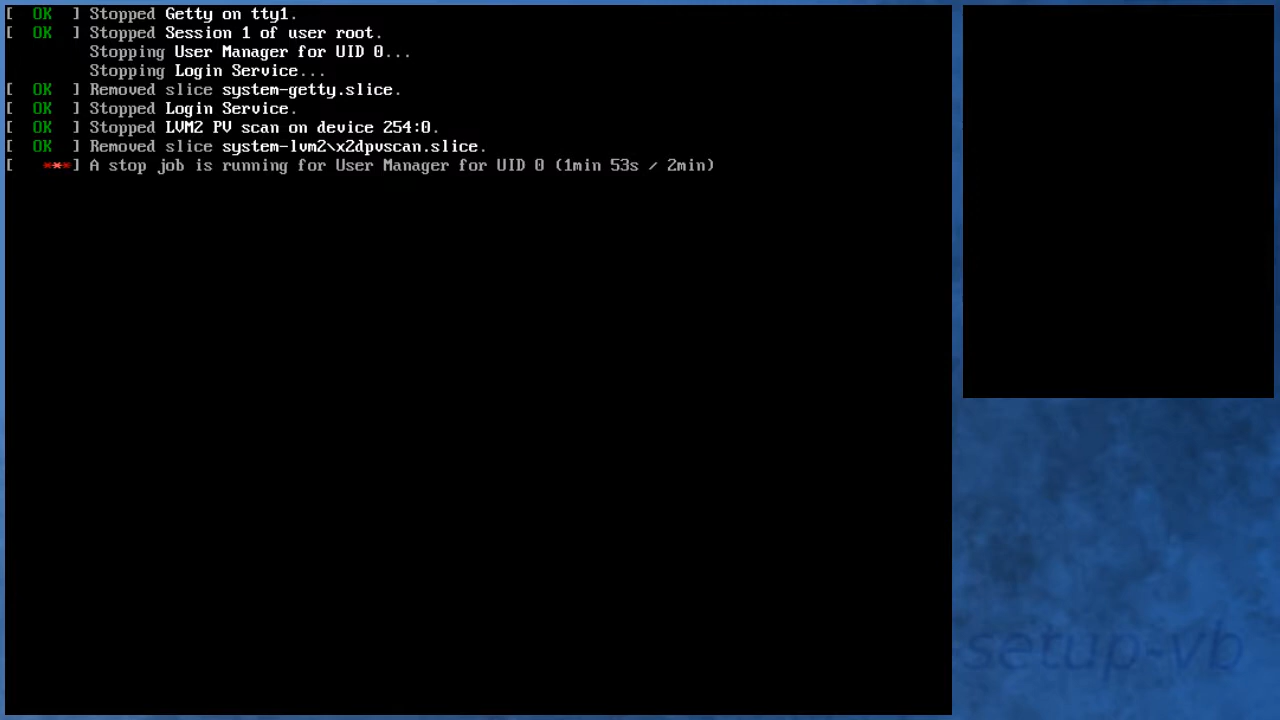 [  OK  ] Stopped Getty on tty1.
[  OK  ] Stopped Session 1 of user root.
Stopping User Manager for UID 0...
Stopping Login Service...
[  OK  ] Removed slice system-getty.slice.
[  OK  ] Stopped Login Service.
[  OK  ] Stopped LVM2 PV scan on device 254:0.
[  OK  ] Removed slice system-lvm2\x2dpvscan.slice.
[   ***] A stop job is running for User Manager for UID 0 (1min 53s / 2min)
setup-vb